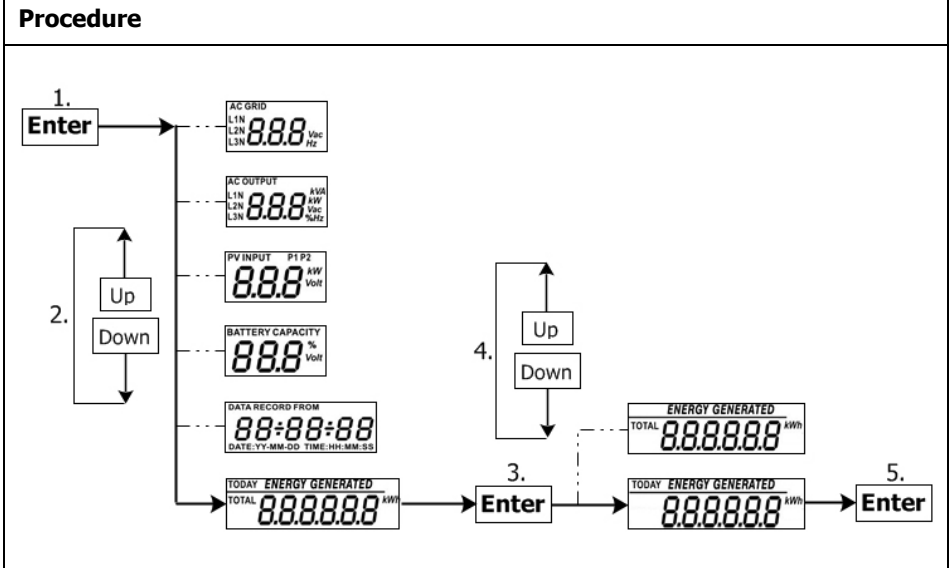 Procedure
1.
Enter
AC GRID
L1N
L2N
L3N
8.8.8
Vac
Hz
AC OUTPUT
L1N
L2N
L3N
8.8.8
kVA
kW
Vac
%Hz
2.
Up
Down
PV INPUT P1 P2
8.8.8
kW
Volt
BATTERY CAPACITY
88.8
%
Volt
DATA RECORD FROM
88:88:88
DATE:YY-MM-DD TIME:HH:MM:SS
TODAY ENERGY GENERATED
TOTAL 8.8.8.8.8.8 kWh
3.
Enter
4.
Up
Down
ENERGY GENERATED
TOTAL 8.8.8.8.8.8 kWh
TODAY ENERGY GENERATED
8.8.8.8.8.8 kWh
5.
Enter